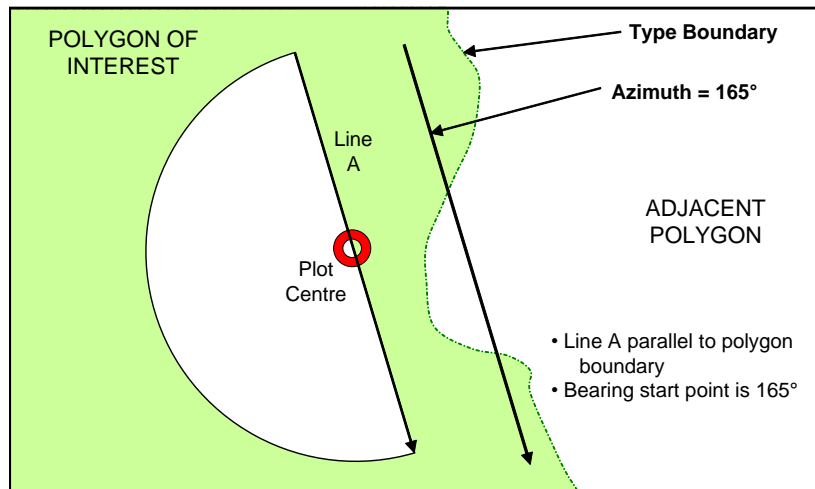 POLYGON OF
INTEREST
Type Boundary
Azimuth = 165°
Line
A
ADJACENT
POLYGON
Plot
Centre
• Line A parallel to polygon
boundary
• Bearing start point is 165°